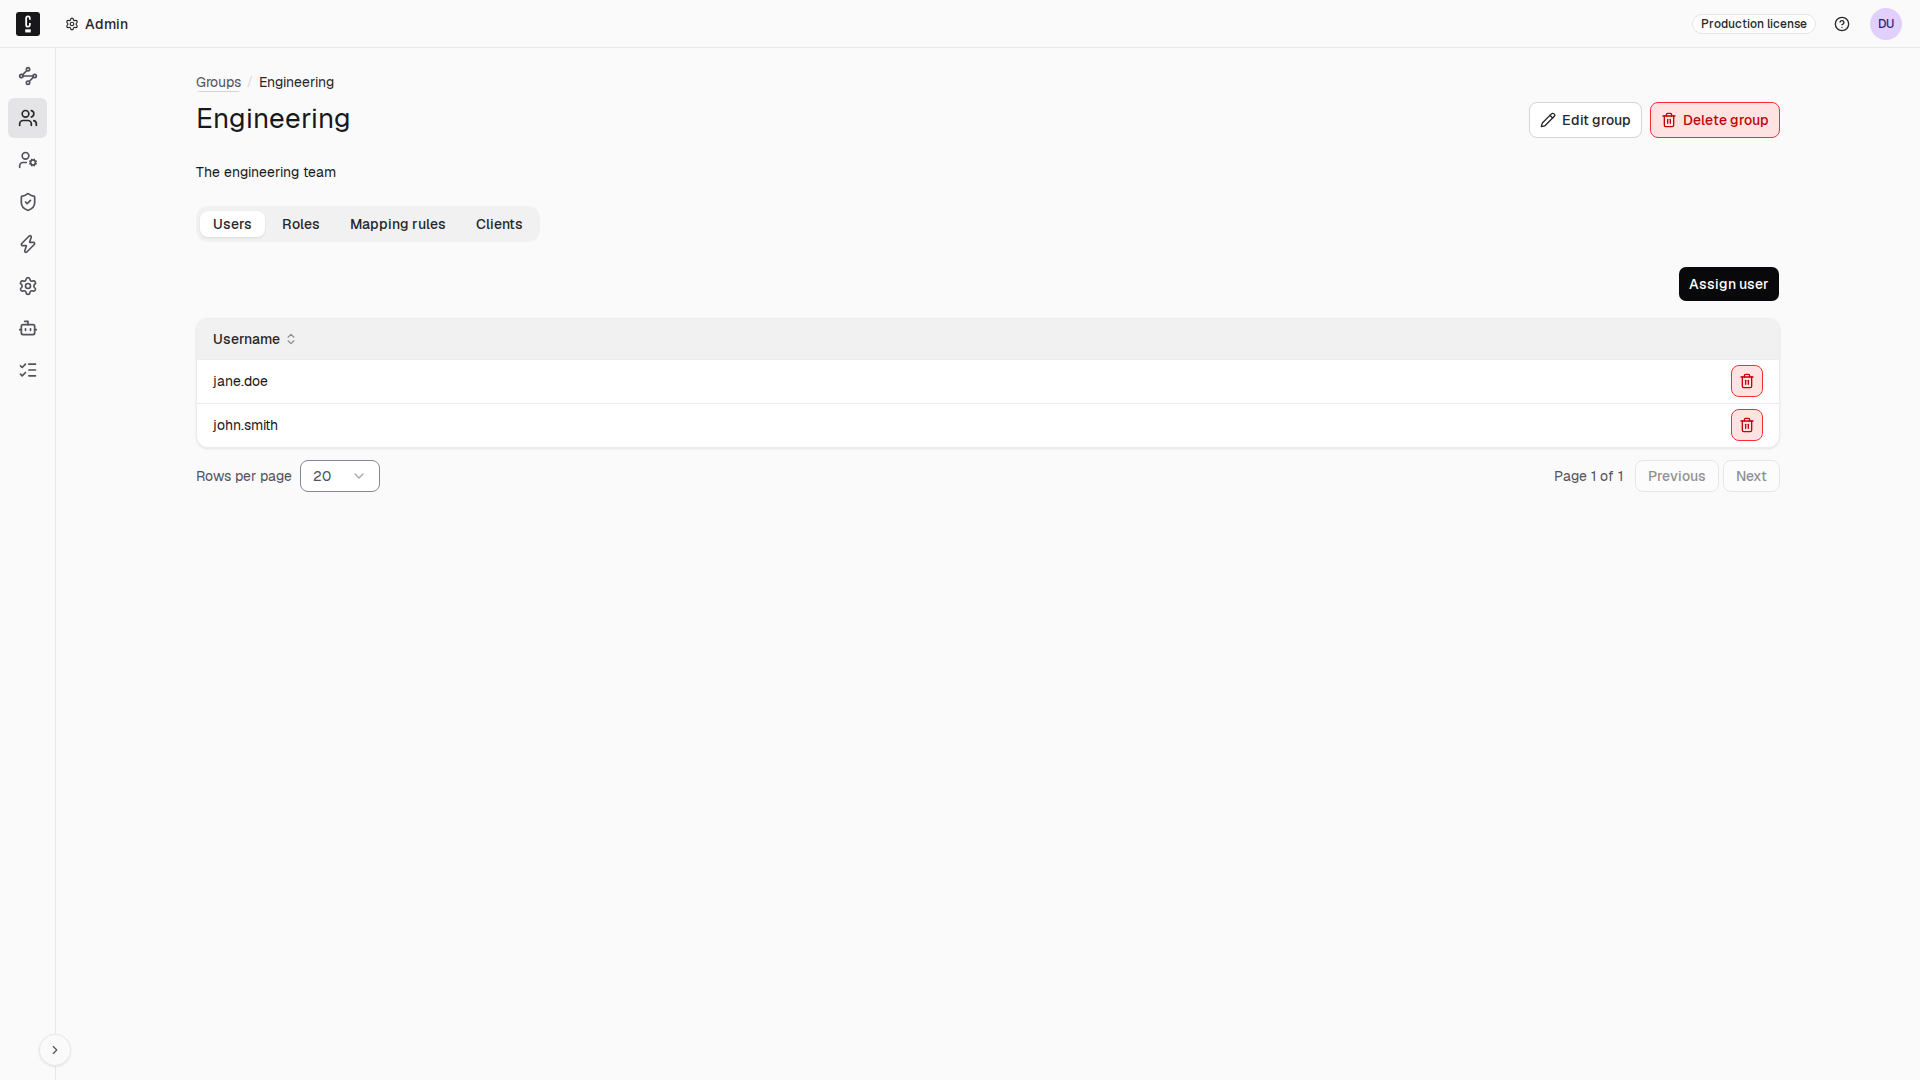 Admin
Production license
DU
Groups / Engineering
Engineering
Edit group
Delete group
The engineering team
Users
Roles
Mapping rules
Clients
Assign user
Username
jane.doe
john.smith
Rows per page
20
Page 1 of 1
Previous
Next